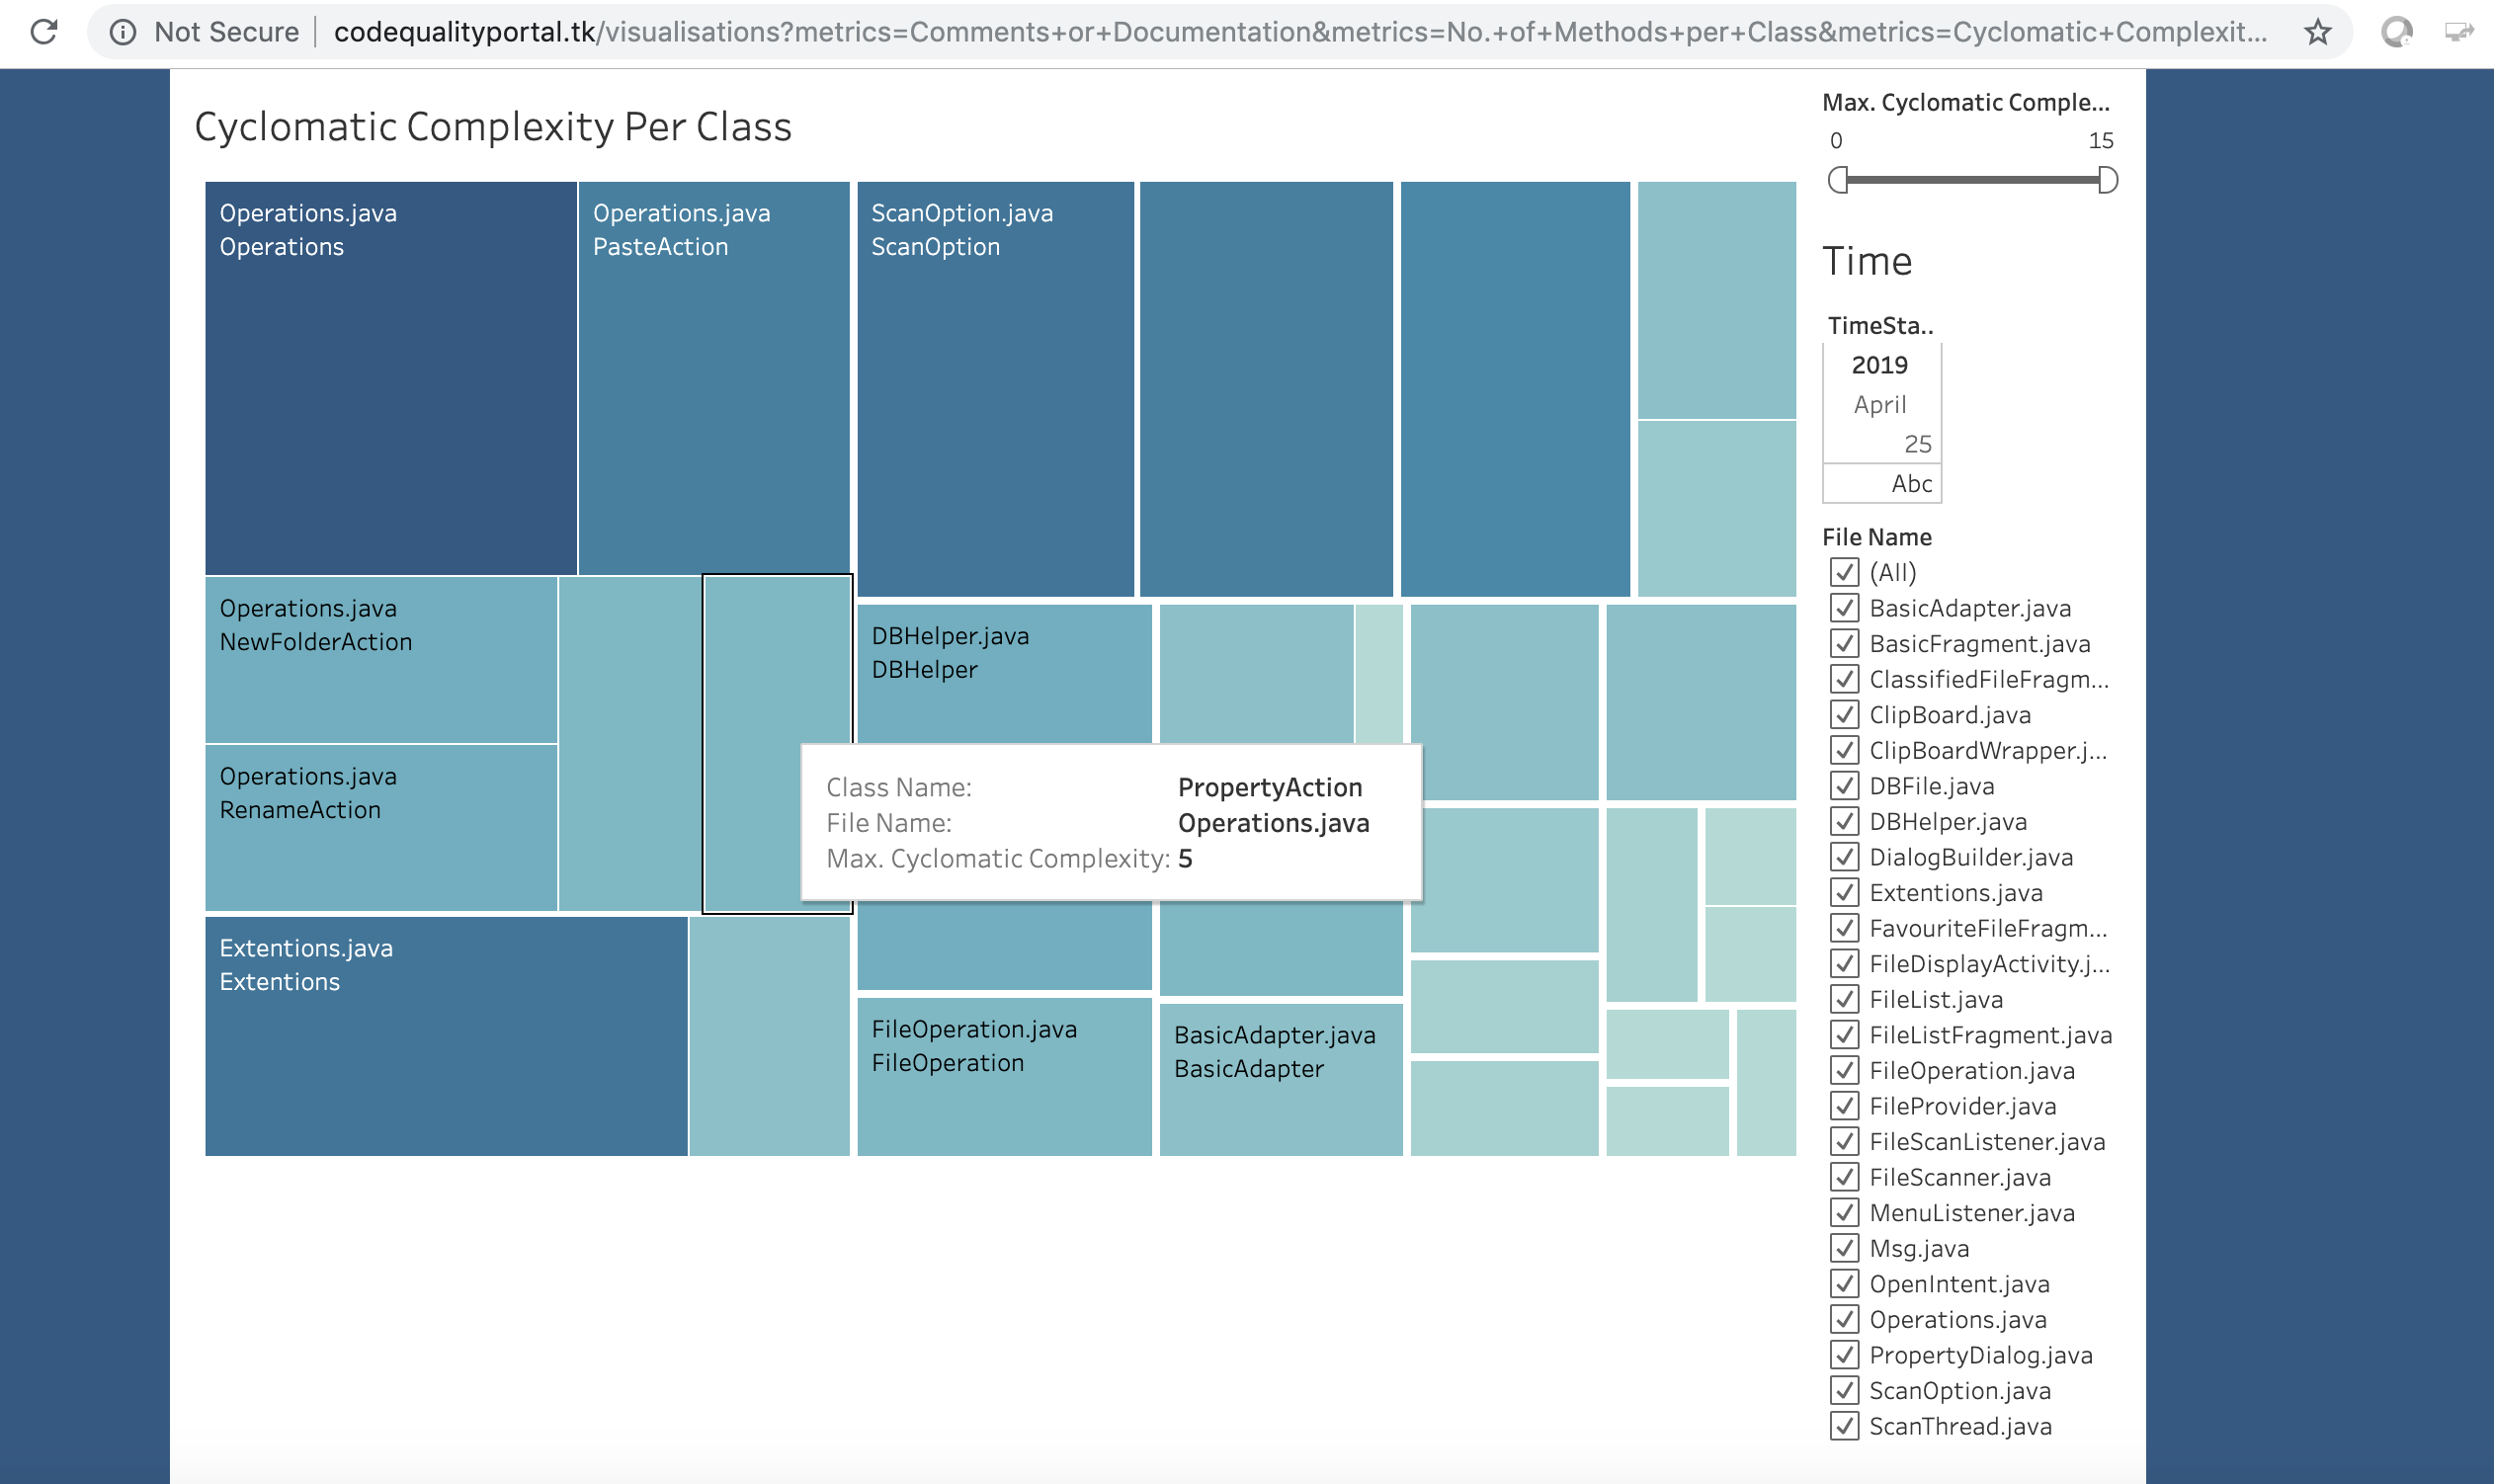 Not Secure | codequalityportal.tk/visualisations?metrics=Comments+or+Documentation&metrics=No.+of+Methods+per+Class&metrics=Cyclomatic+Complexit...
Cyclomatic Complexity Per Class
Operations.java
Operations
Operations.java
PasteAction
ScanOption.java
ScanOption
Operations.java
NewFolderAction
Operations.java
RenameAction
DBHelper.java
DBHelper
Class Name: PropertyAction
File Name: Operations.java
Max. Cyclomatic Complexity: 5
Extentions.java
Extentions
FileOperation.java
FileOperation
BasicAdapter.java
BasicAdapter
Max. Cyclomatic Comple...
0 15
Time
TimeSta..
2019
April
25
Abc
File Name
(All)
BasicAdapter.java
BasicFragment.java
ClassifiedFileFragm...
ClipBoard.java
ClipBoardWrapper.j...
DBFile.java
DBHelper.java
DialogBuilder.java
Extentions.java
FavouriteFileFragm...
FileDisplayActivity.j...
FileList.java
FileListFragment.java
FileOperation.java
FileProvider.java
FileScanListener.java
FileScanner.java
MenuListener.java
Msg.java
OpenIntent.java
Operations.java
PropertyDialog.java
ScanOption.java
ScanThread.java